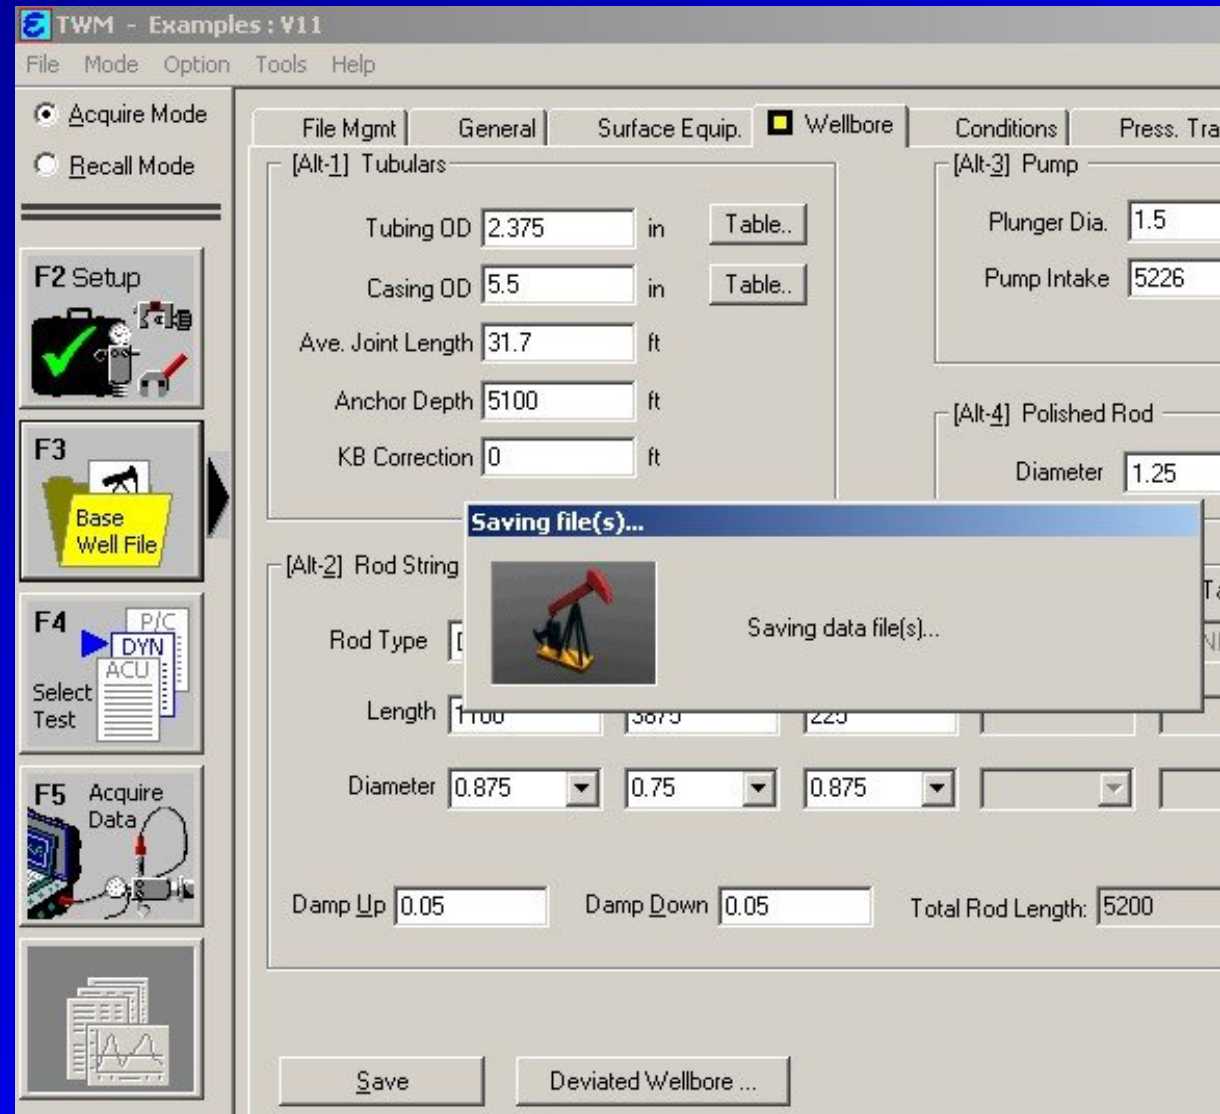 TWM - Examples : V11
File Mode Option Tools Help
Acquire Mode
Recall Mode
F2 Setup
F3
Base
Well File
F4
P/C
DYN
ACU
Select
Test
F5 Acquire
Data
File Mgmt General Surface Equip. Wellbore Conditions Press.
[Alt-1] Tubulars
Tubing OD 2.375 in Table..
Casing OD 5.5 in Table..
Ave. Joint Length 31.7 ft
Anchor Depth 5100 ft
KB Correction 0 ft
[Alt-3] Pump
Plunger Dia. 1.5
Pump Intake 5226
[Alt-4] Polished Rod
Diameter 1.25
Saving file(s)...
Saving data file(s)...
[Alt-2] Rod String
Rod Type
Length 1100 3875 225
Diameter 0.875 0.75 0.875
Damp Up 0.05 Damp Down 0.05 Total Rod Length: 5200
Save Deviated Wellbore ...